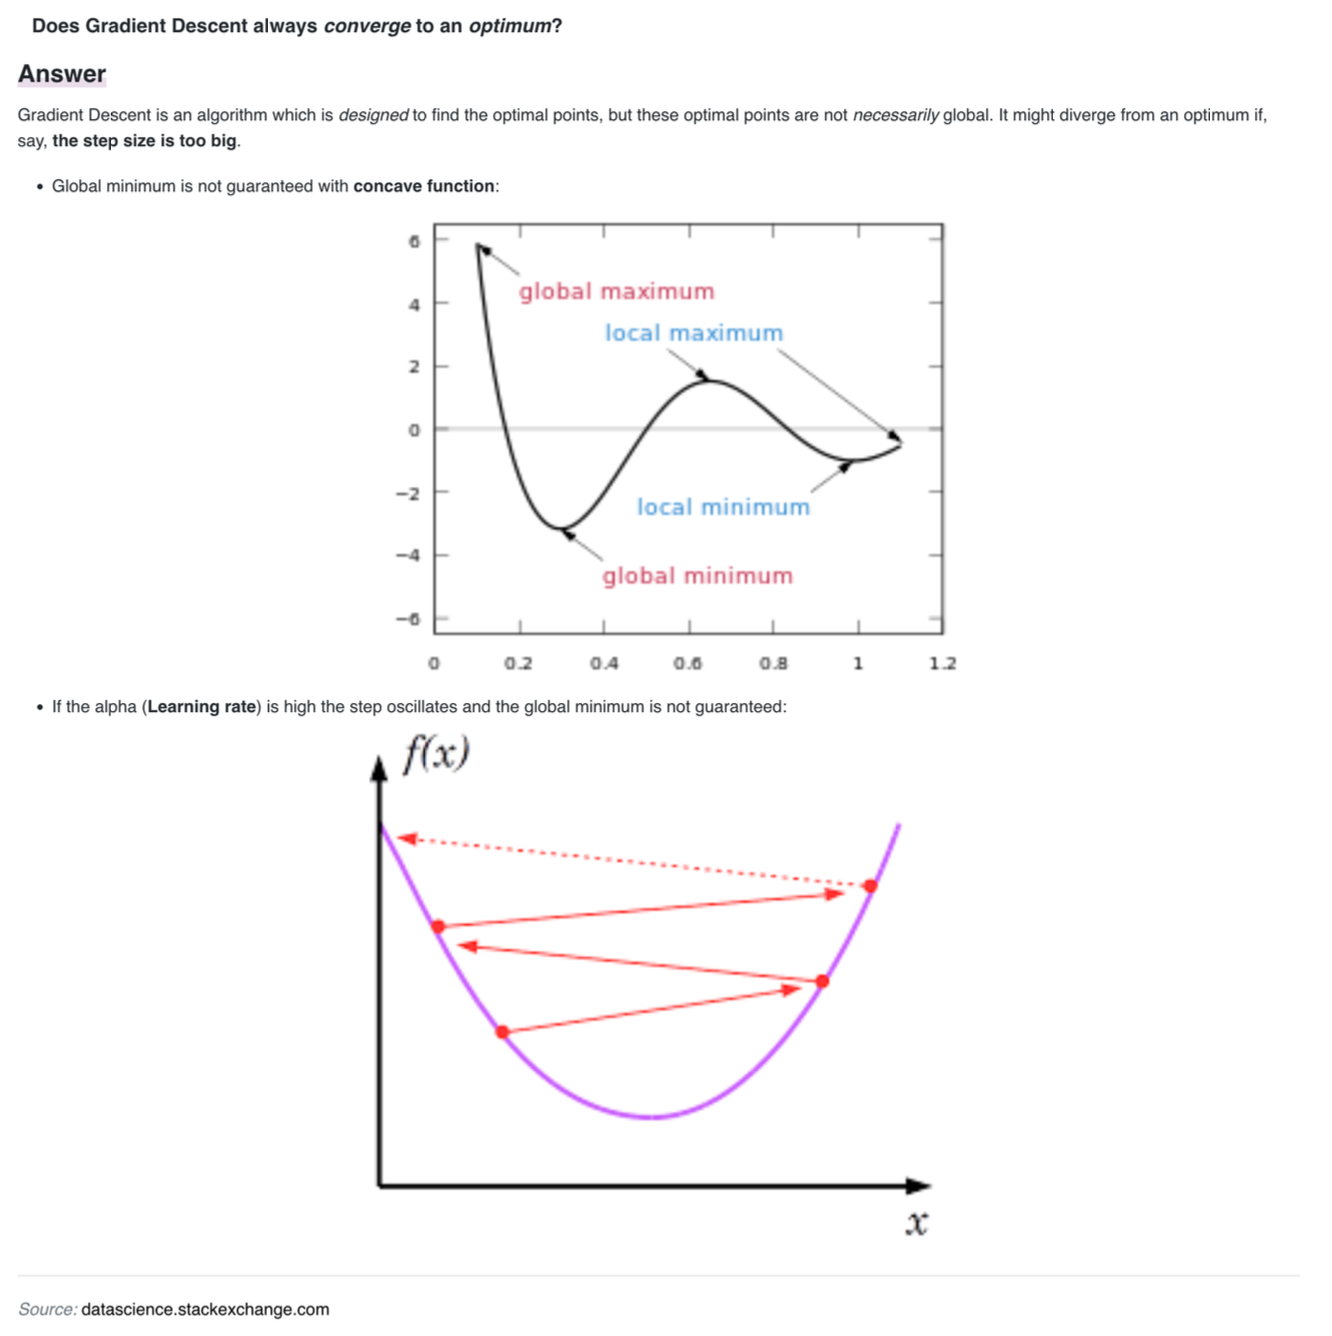 Does Gradient Descent always converge to an optimum?
Answer
Gradient Descent is an algorithm which is designed to find the optimal points, but these optimal points are not necessarily global. It might diverge from an optimum if,
say, the step size is too big.
• Global minimum is not guaranteed with concave function:
6
global maximum
4
local maximum
2
0
−2
local minimum
−4
global minimum
−6
0 0.2 0.4 0.6 0.8 1 1.2
• If the alpha (Learning rate) is high the step oscillates and the global minimum is not guaranteed:
f(x)
x
Source: datascience.stackexchange.com